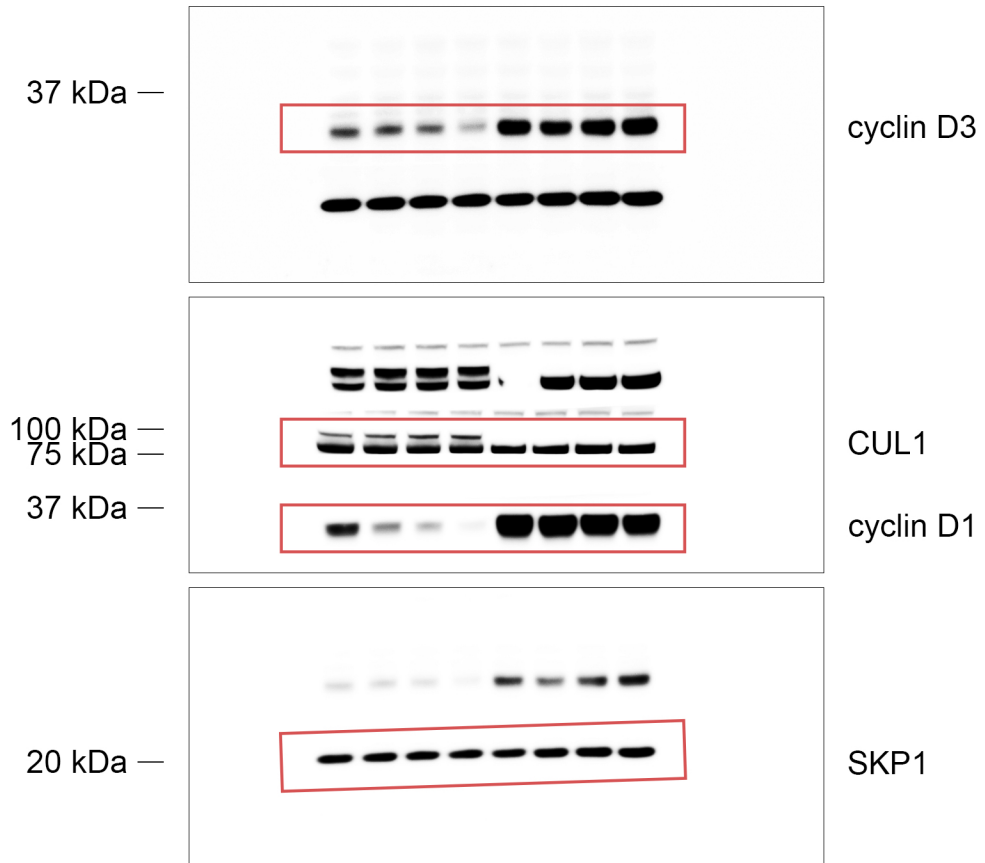 37 kDa —
cyclin D3
100 kDa —
CUL1
75 kDa —
37 kDa —
cyclin D1
20 kDa —
SKP1